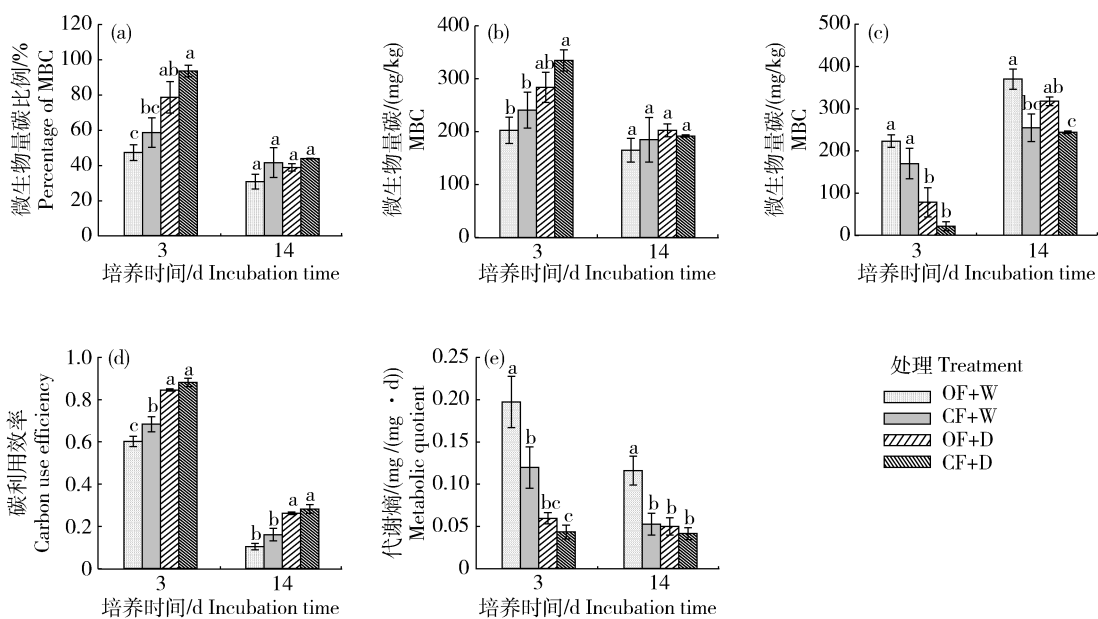 (a)
微生物量碳比例/%
Percentage of MBC
120
100
80
60
40
20
0
c
bc
ab
a
a
a
a
a
3
14
培养时间/d Incubation time
(b)
微生物量碳/(mg/kg)
MBC
400
300
200
100
0
b
b
ab
a
a
a
a
a
3
14
培养时间/d Incubation time
(c)
微生物量碳/(mg/kg)
MBC
500
400
300
200
100
0
a
a
b
b
a
bc
ab
c
3
14
培养时间/d Incubation time
(d)
碳利用效率
Carbon use efficiency
1.0
0.8
0.6
0.4
0.2
0
c
b
a
a
b
b
a
a
3
14
培养时间/d Incubation time
(e)
代谢熵/(mg/(mg·d))
Metabolic quotient
0.25
0.20
0.15
0.10
0.05
0
a
b
bc
c
a
b
b
b
3
14
培养时间/d Incubation time
处理 Treatment
OF+W
CF+W
OF+D
CF+D